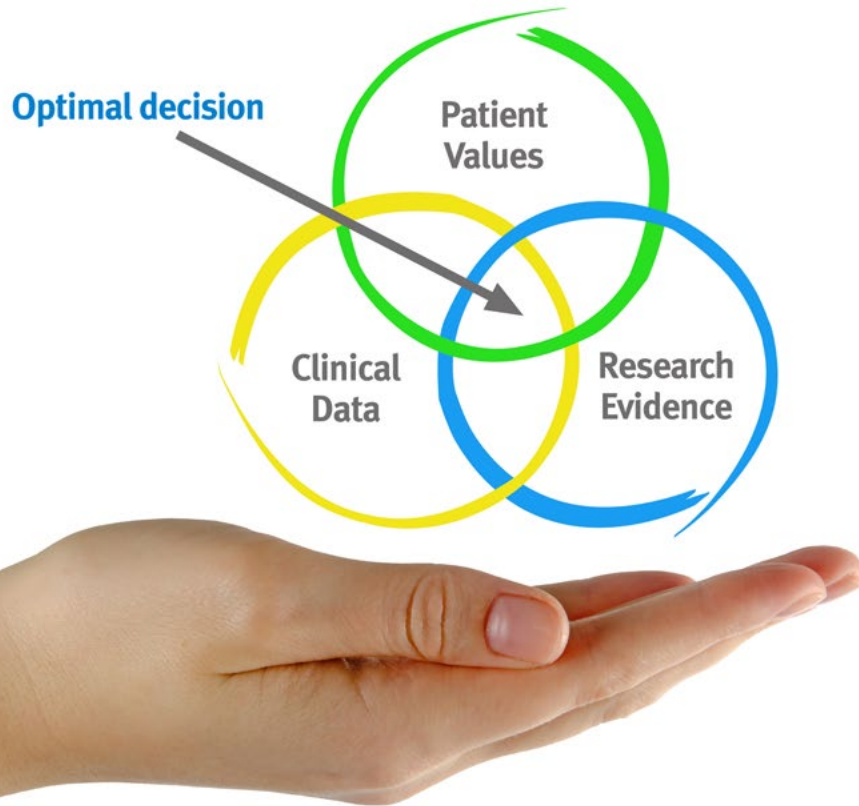 Optimal decision
Patient
Values
Clinical
Data
Research
Evidence